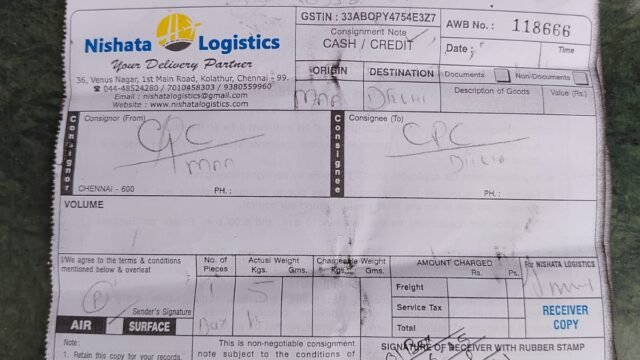 Nishata Logistics
Your Delivery Partner
36, Venus Nagar, 1st Main Road, Kolathur, Chennai - 99.
☎ 044-48524280 / 7010458303 / 9380559960
Email : nishatalogistics@gmail.com
Website : www.nishatalogistics.com
GSTIN : 33ABOPY4754E3Z7
Consignment Note
CASH / CREDIT
AWB No. : 118666
Date :
Time
ORIGIN
DESTINATION
Documents
Non/Documents
Description of Goods
Value (Rs.)
MAA
DELHI
Consignor
Consignor (From)
CPC
MAA
CHENNAI - 600
PH. :
Consignee
Consignee (To)
CPC
PH. :
VOLUME
I/We agree to the terms & conditions
mentioned below & overleaf
Sender's Signature
AIR
SURFACE
No. of
Pieces
Actual Weight
Kgs. Gms.
Chargeable Weight
Kgs. Gms.
1
5
Box
AMOUNT CHARGED
Rs. Ps.
Freight
Service Tax
Total
For NISHATA LOGISTICS
RECEIVER
COPY
Note :
1. Retain this copy for your records.
This is non-negotiable consignment
note subject to the conditions of
SIGNATURE OF RECEIVER WITH RUBBER STAMP